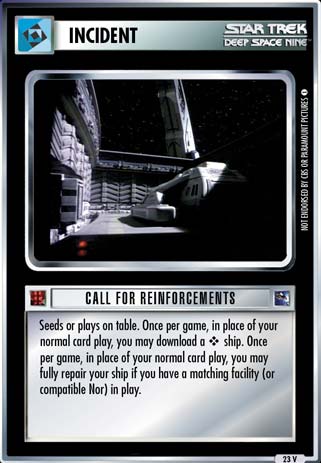 INCIDENT
STAR TREK
DEEP SPACE NINE
NOT ENDORSED BY CBS OR PARAMOUNT PICTURES
CALL FOR REINFORCEMENTS
Seeds or plays on table. Once per game, in place of your
normal card play, you may download a ❖ ship. Once
per game, in place of your normal card play, you may
fully repair your ship if you have a matching facility (or
compatible Nor) in play.
23 V